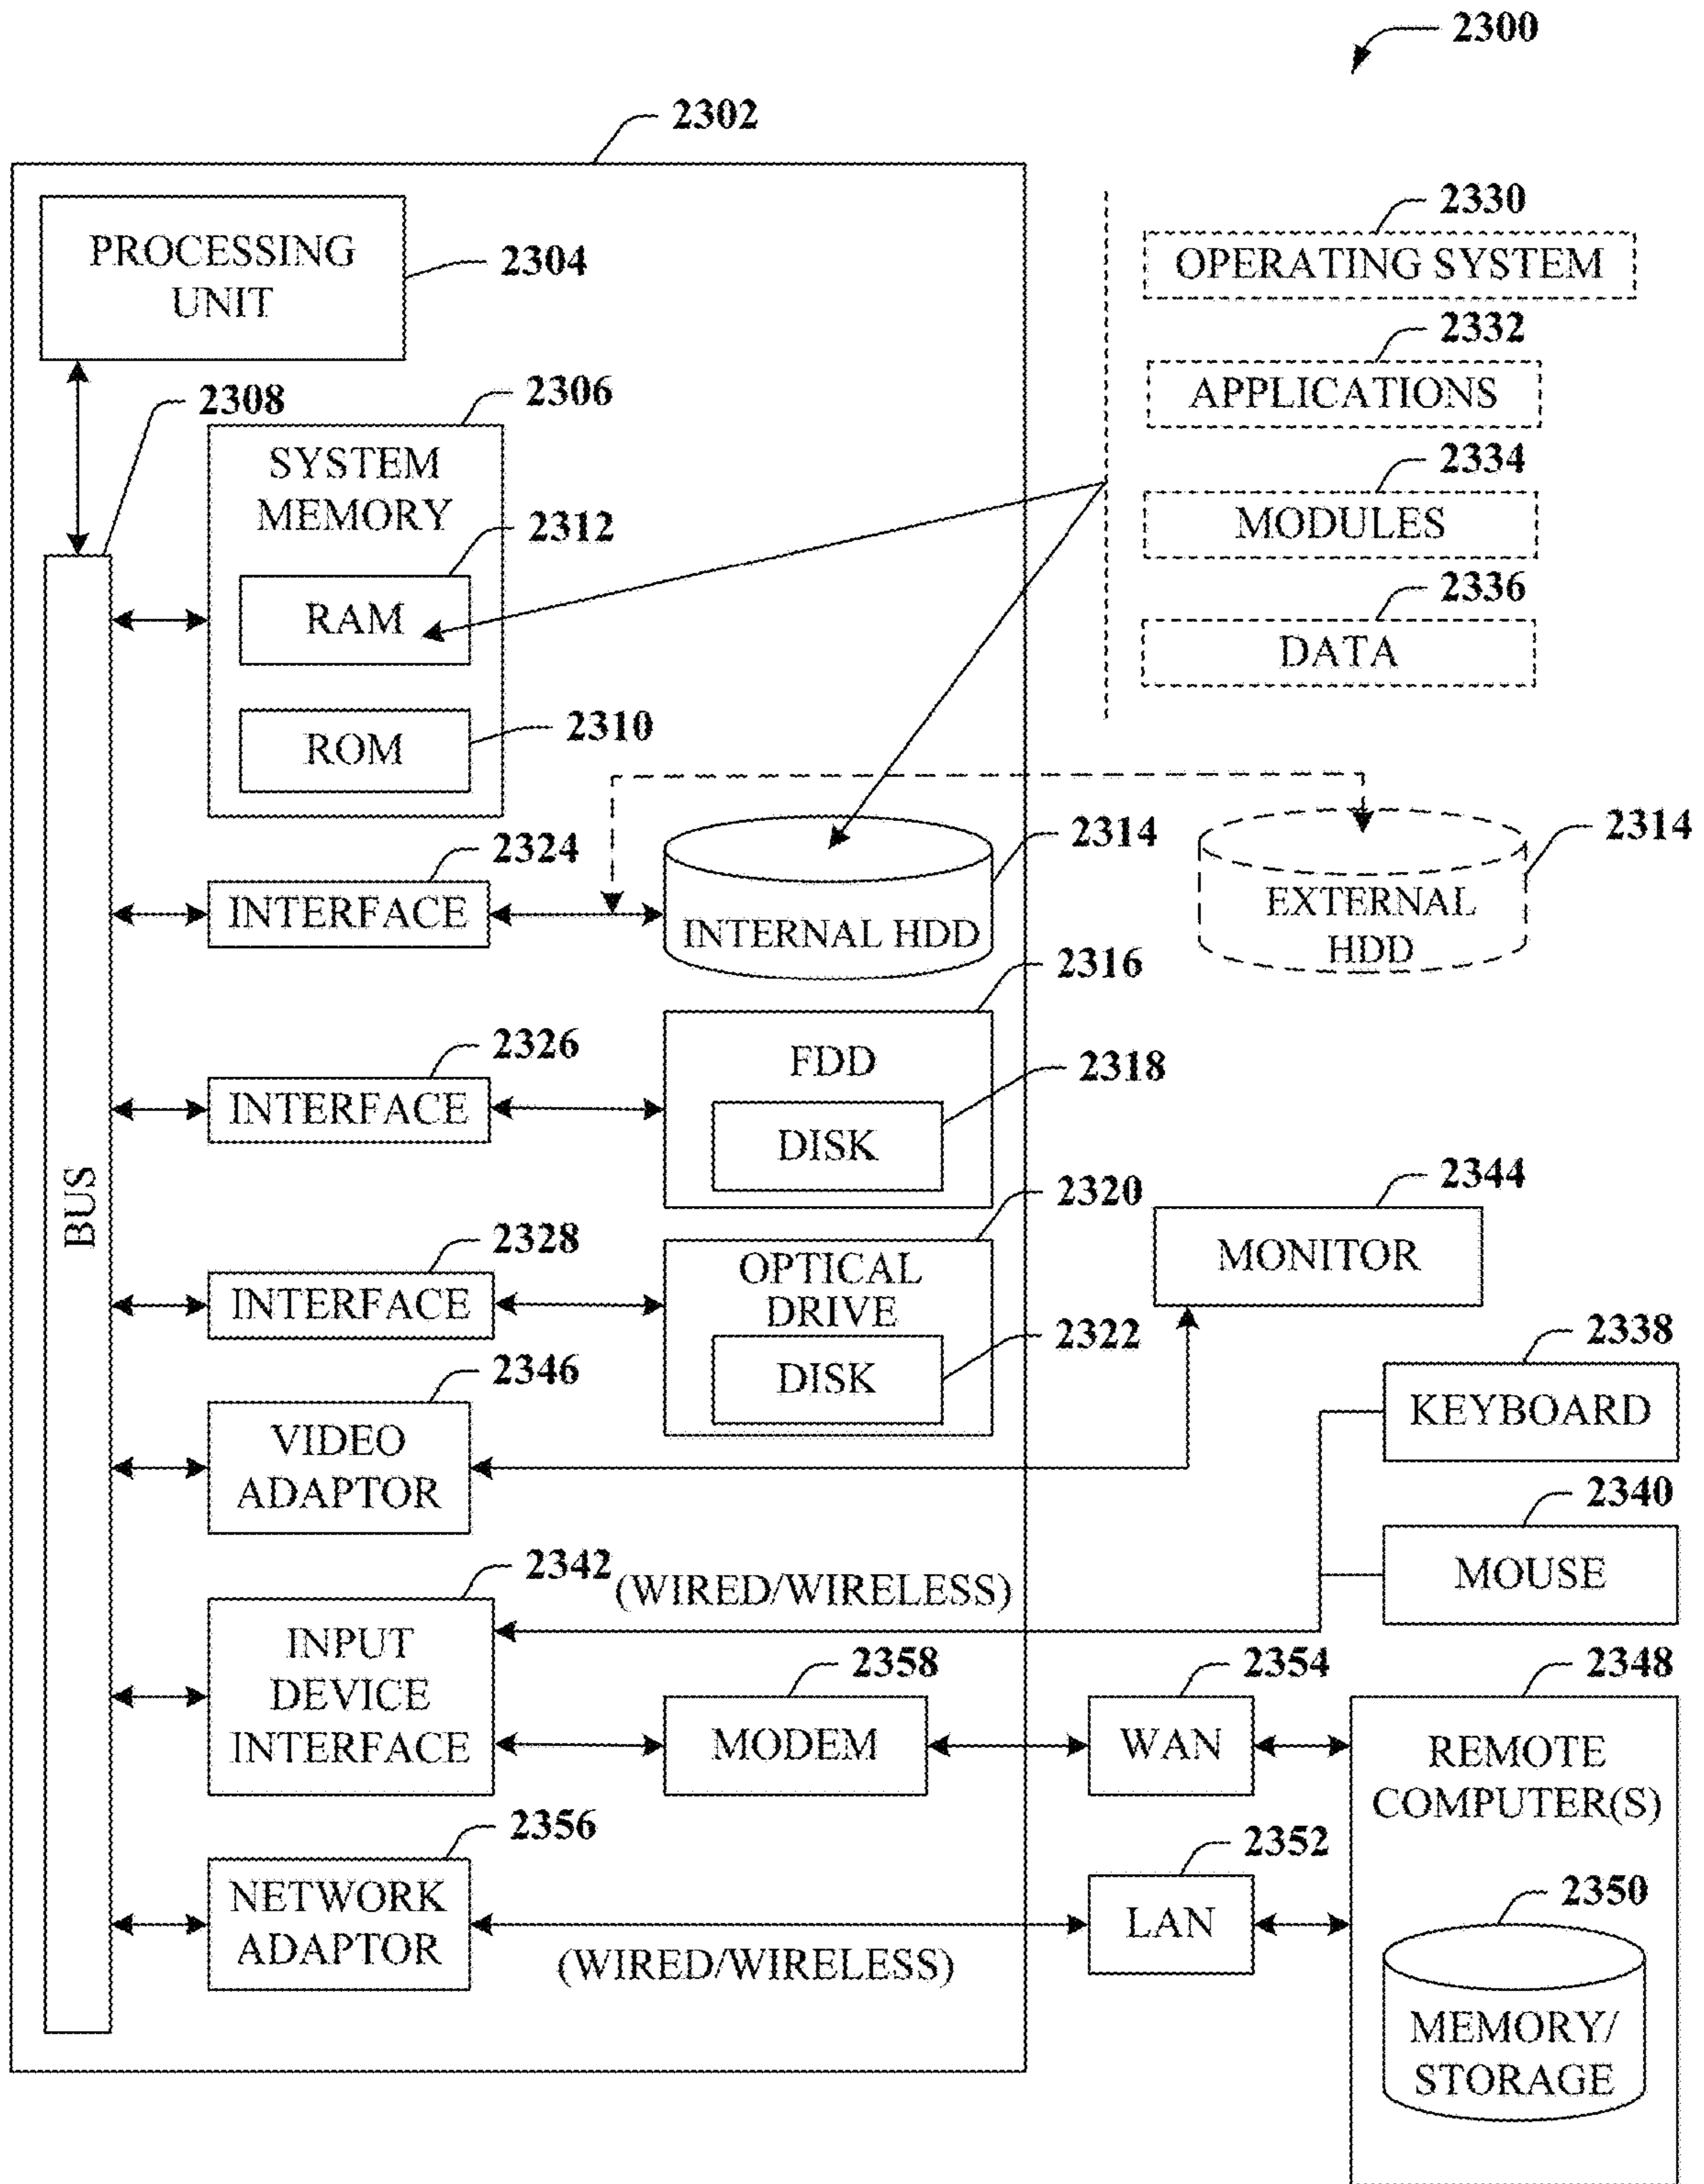 2300
2302
PROCESSING
UNIT
2304
2330
OPERATING SYSTEM
2332
APPLICATIONS
2334
MODULES
2336
DATA
2308
2306
SYSTEM
MEMORY
2312
RAM
2310
ROM
2324
INTERFACE
2314
INTERNAL HDD
2314
EXTERNAL
HDD
2316
FDD
2318
DISK
2326
INTERFACE
BUS
2320
OPTICAL
DRIVE
2322
DISK
2328
INTERFACE
2344
MONITOR
2346
VIDEO
ADAPTOR
2338
KEYBOARD
2340
MOUSE
2342
(WIRED/WIRELESS)
INPUT
DEVICE
INTERFACE
2358
MODEM
2354
WAN
2348
REMOTE
COMPUTER(S)
2356
NETWORK
ADAPTOR
(WIRED/WIRELESS)
2352
LAN
2350
MEMORY/
STORAGE